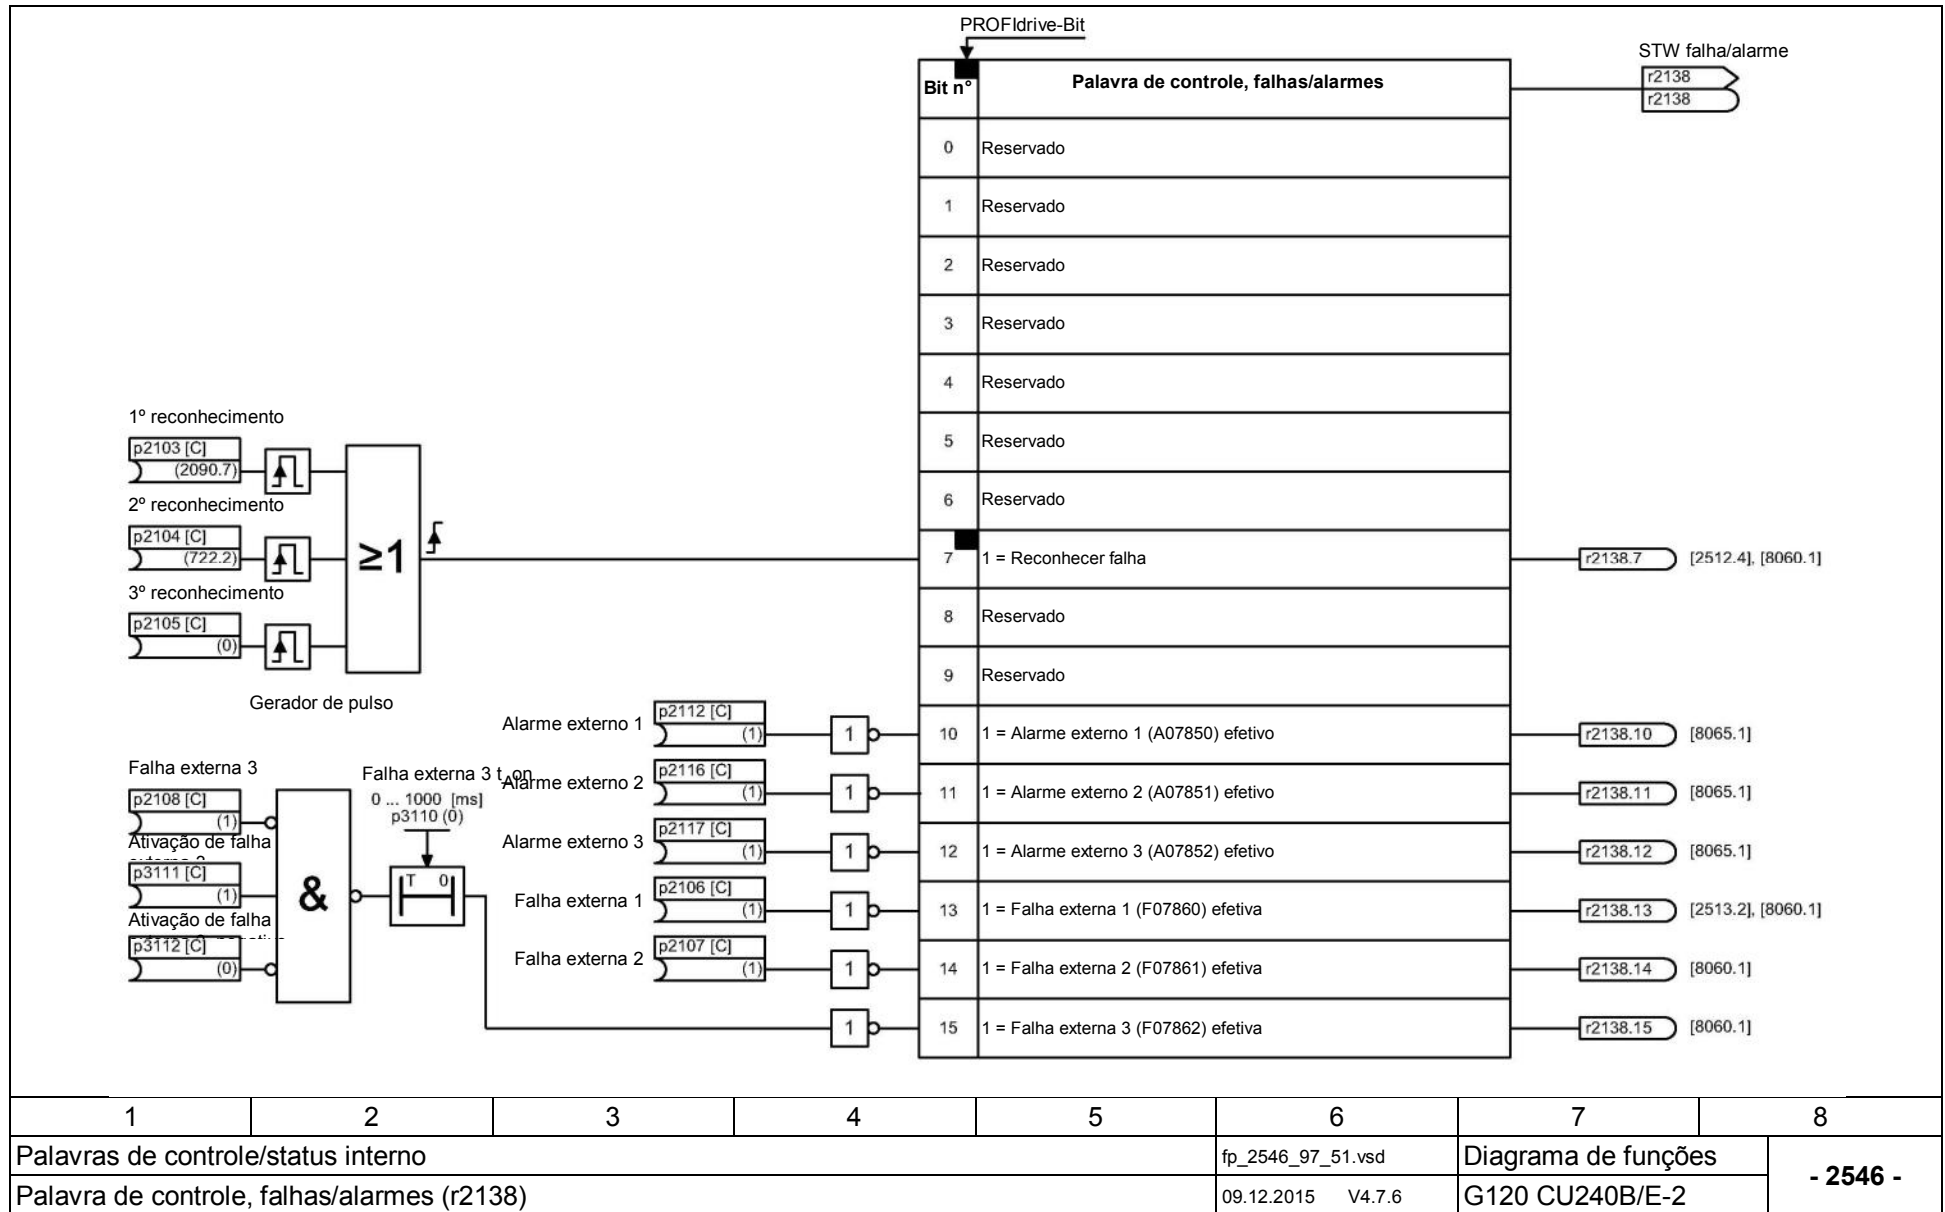 PROFIdrive-Bit
STW falha/alarme
Bit n° Palavra de controle, falhas/alarmes
r2138
r2138
0 Reservado
1 Reservado
2 Reservado
3 Reservado
4 Reservado
5 Reservado
6 Reservado
1º reconhecimento
p2103 [C]
(2090.7)
2º reconhecimento
p2104 [C]
(722.2)
≥1
3º reconhecimento
p2105 [C]
(0)
Gerador de pulso
7 1 = Reconhecer falha r2138.7 [2512.4], [8060.1]
8 Reservado
9 Reservado
Alarme externo 1 p2112 [C]
(1) 1 10 1 = Alarme externo 1 (A07850) efetivo r2138.10 [8065.1]
Alarme externo 2 p2116 [C]
(1) 1 11 1 = Alarme externo 2 (A07851) efetivo r2138.11 [8065.1]
Alarme externo 3 p2117 [C]
(1) 1 12 1 = Alarme externo 3 (A07852) efetivo r2138.12 [8065.1]
Falha externa 1 p2106 [C]
(1) 1 13 1 = Falha externa 1 (F07860) efetiva r2138.13 [2513.2], [8060.1]
Falha externa 2 p2107 [C]
(1) 1 14 1 = Falha externa 2 (F07861) efetiva r2138.14 [8060.1]
1 15 1 = Falha externa 3 (F07862) efetiva r2138.15 [8060.1]
Falha externa 3
p2108 [C]
(1)
Ativação de falha
p3111 [C]
(1)
Ativação de falha
p3112 [C]
(0)
&
Falha externa 3 t_on
0 ... 1000 [ms]
p3110 (0)
T 0
1 2 3 4 5 6 7 8
Palavras de controle/status interno fp_2546_97_51.vsd Diagrama de funções
- 2546 -
Palavra de controle, falhas/alarmes (r2138) 09.12.2015 V4.7.6 G120 CU240B/E-2